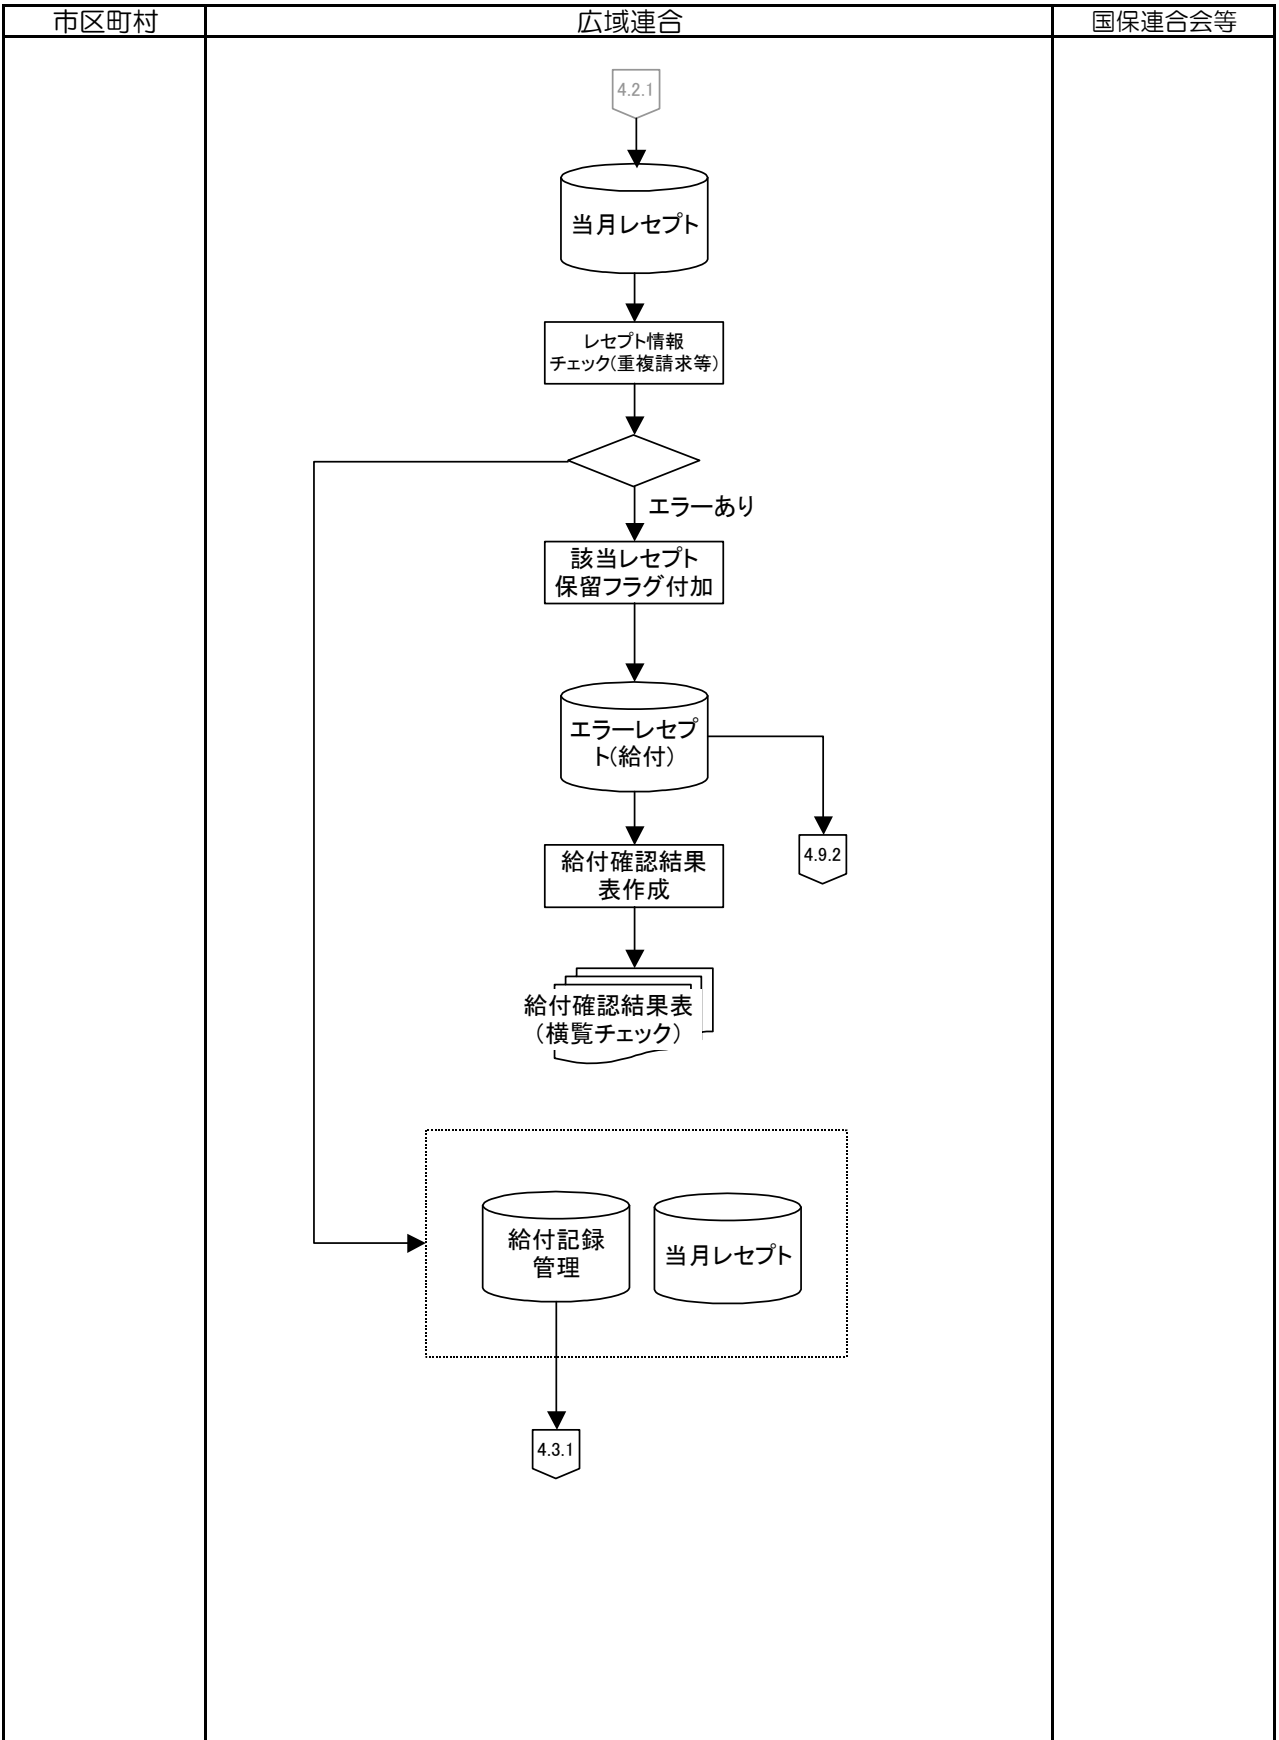 市区町村
広域連合
国保連合会等
4.2.1
当月レセプト
レセプト情報
チェック(重複請求等)
エラーあり
該当レセプト
保留フラグ付加
エラーレセプ
ト(給付)
4.9.2
給付確認結果
表作成
給付確認結果表
（横覧チェック）
給付記録
管理
当月レセプト
4.3.1